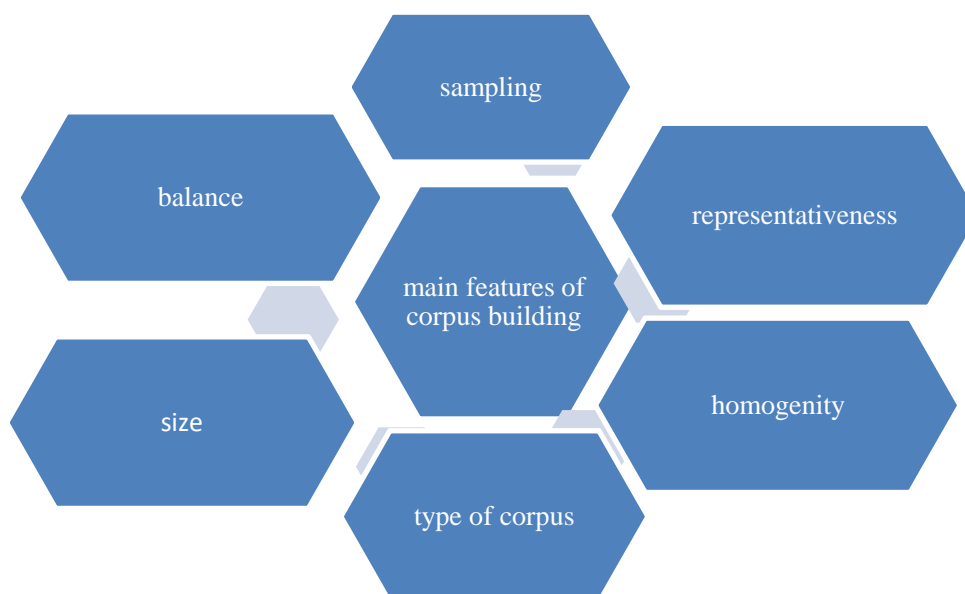 sampling
balance
representativeness
main features of
corpus building
size
homogenity
type of corpus